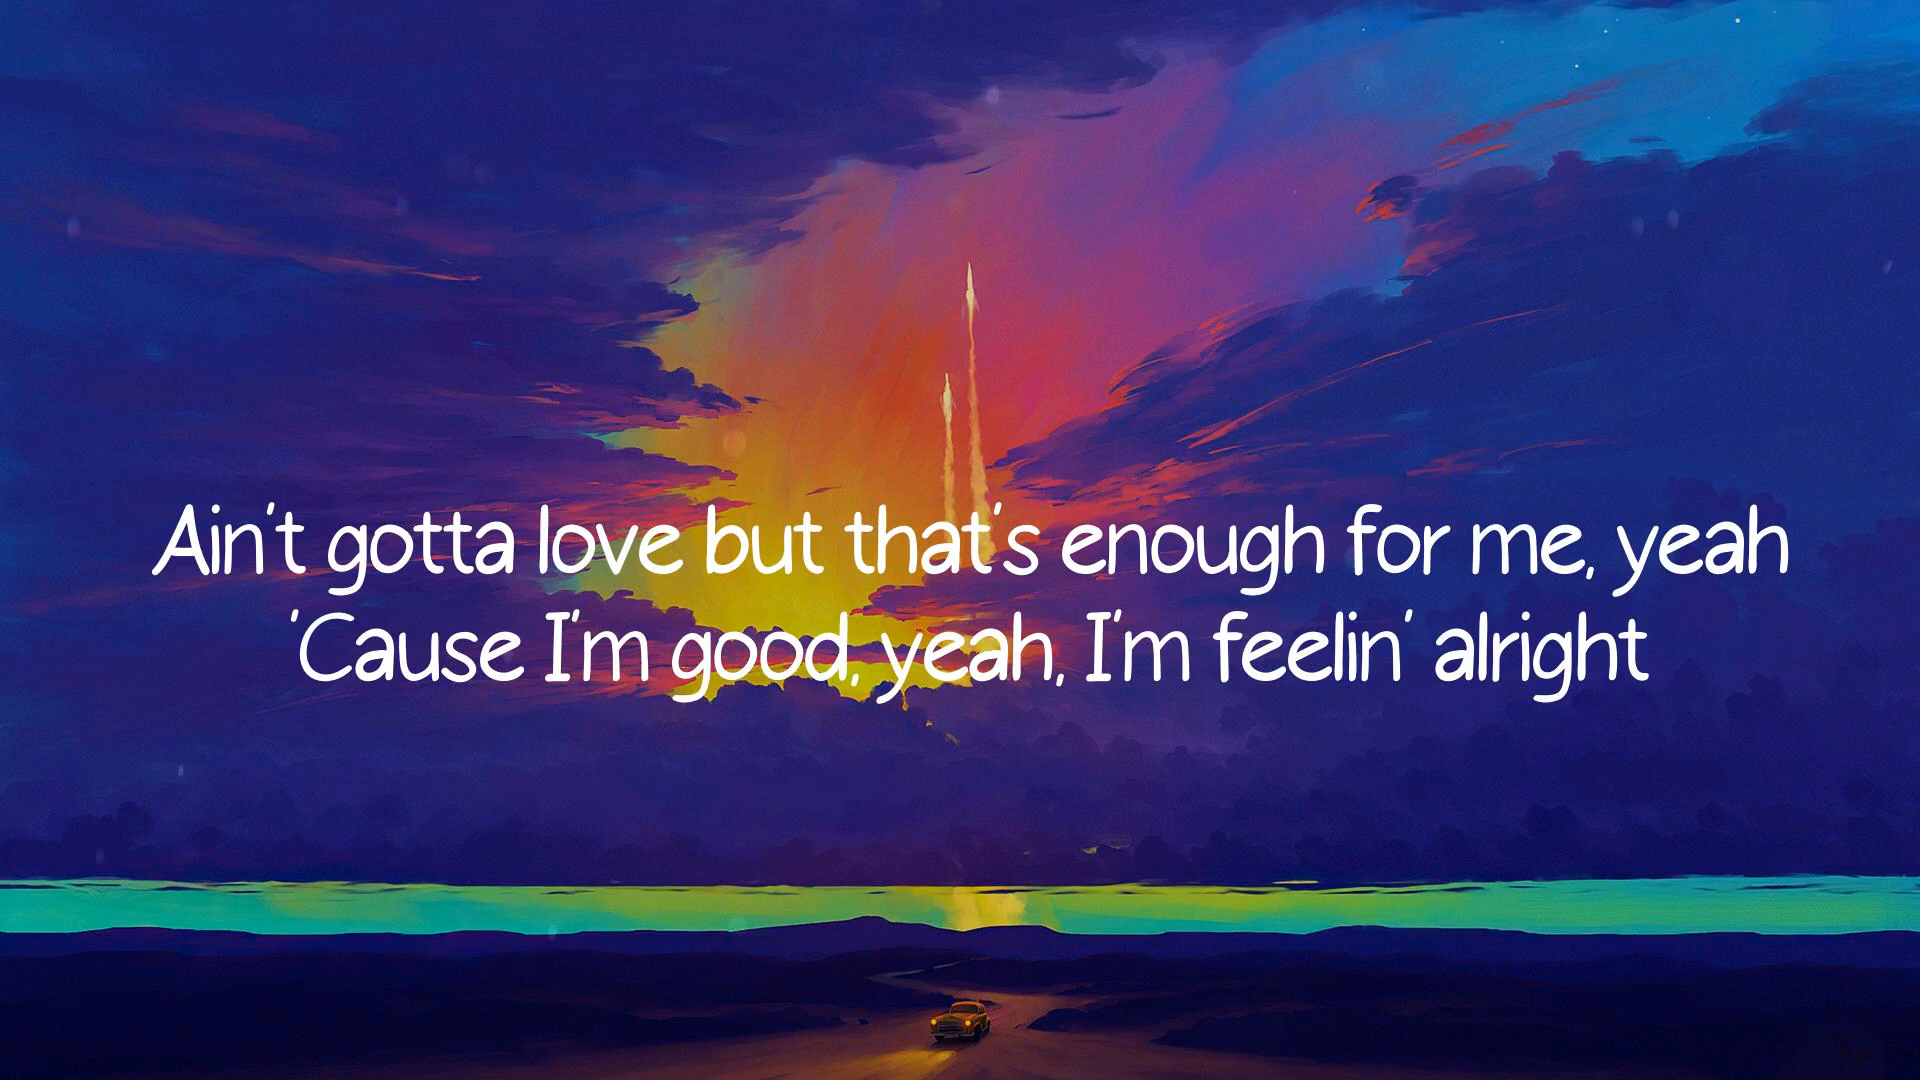 Ain't gotta love but that's enough for me, yeah
'Cause I'm good, yeah, I'm feelin' alright